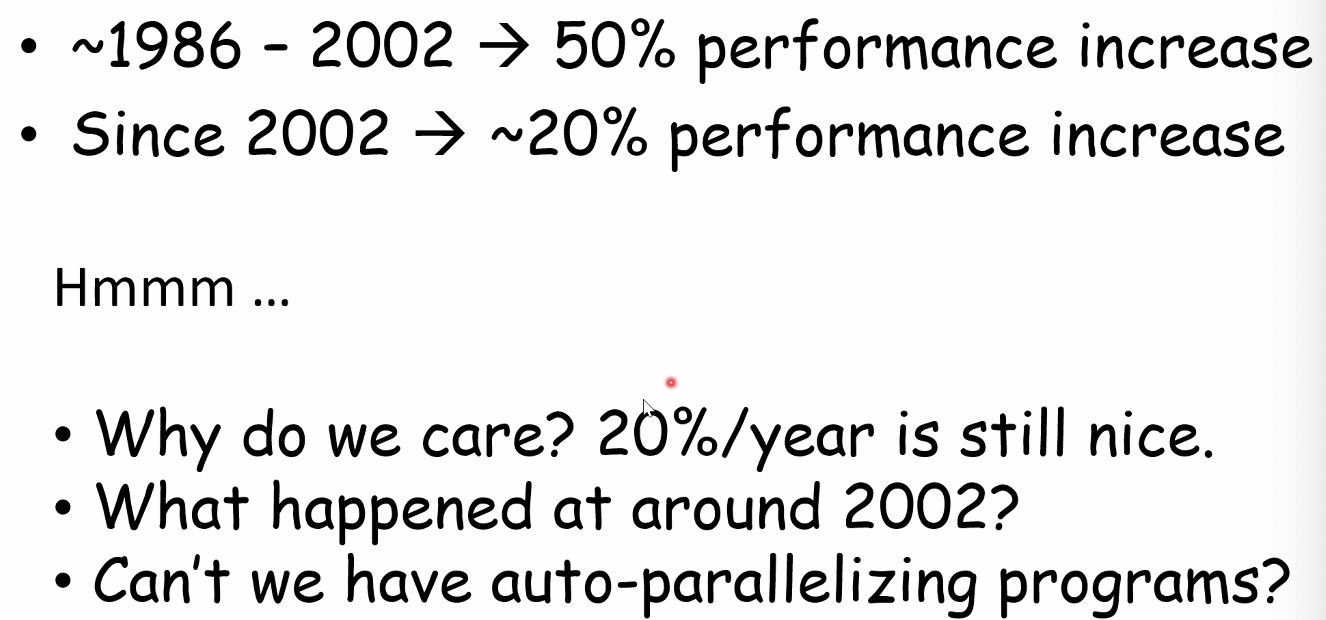 • ~1986 – 2002 → 50% performance increase
• Since 2002 → ~20% performance increase
Hmmm ...
• Why do we care? 20%/year is still nice.
• What happened at around 2002?
• Can't we have auto-parallelizing programs?